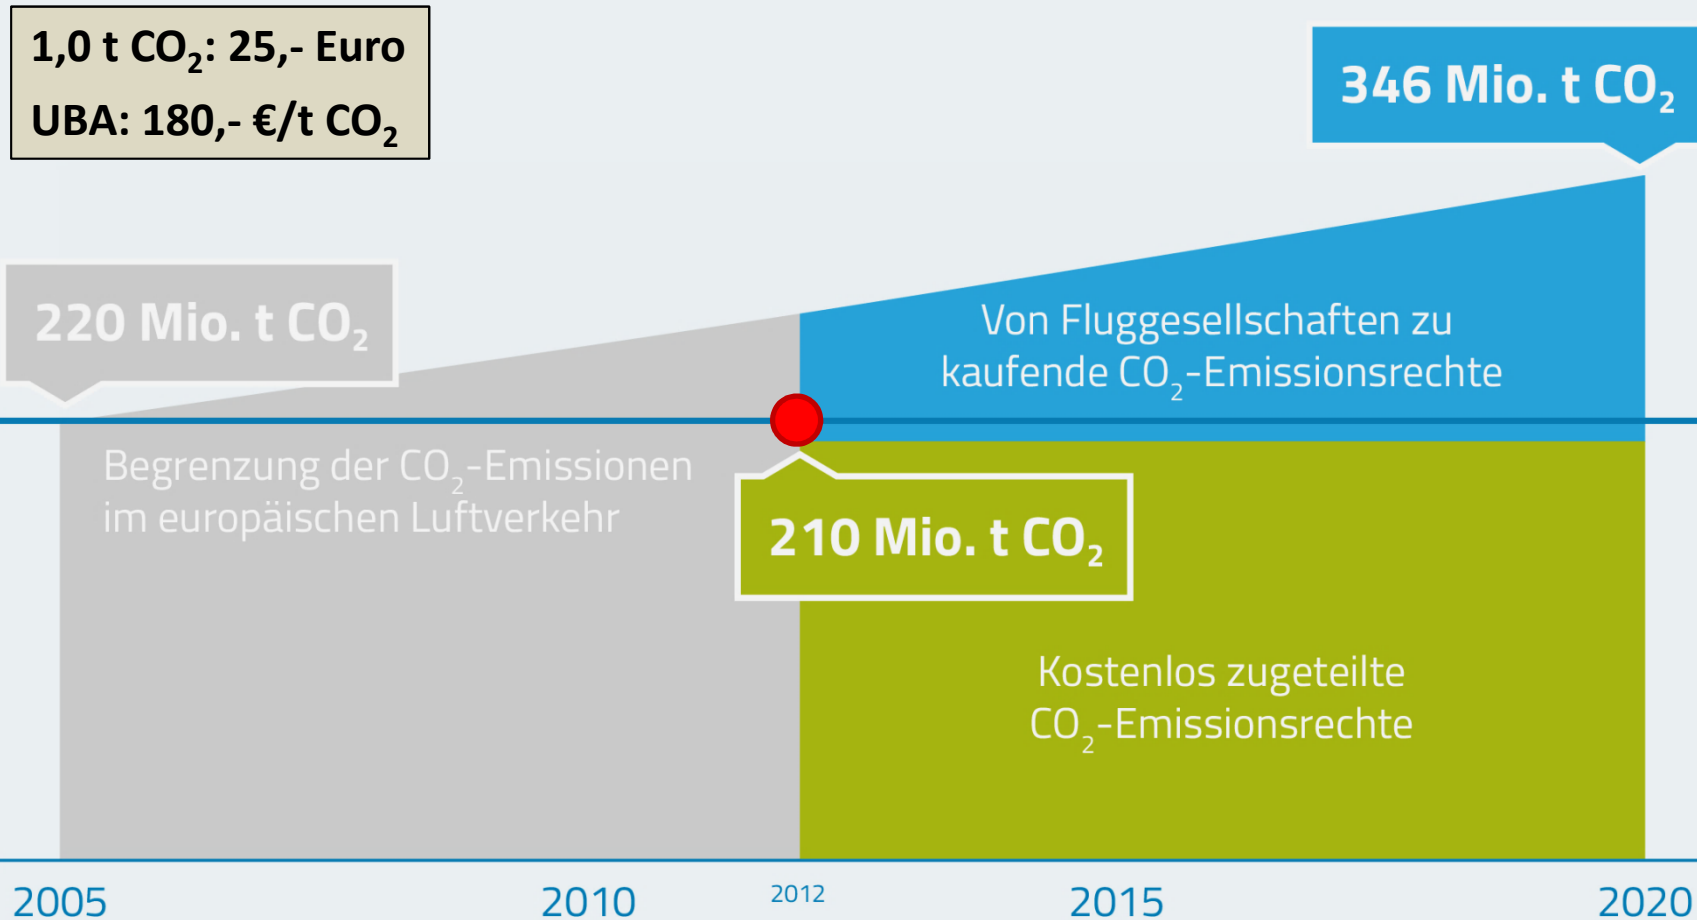 1,0 t CO₂: 25,- Euro
UBA: 180,- €/t CO₂
346 Mio. t CO₂
220 Mio. t CO₂
Von Fluggesellschaften zu
kaufende CO₂-Emissionsrechte
Begrenzung der CO₂-Emissionen
im europäischen Luftverkehr
210 Mio. t CO₂
Kostenlos zugeteilte
CO₂-Emissionsrechte
2005 2010 2012 2015 2020